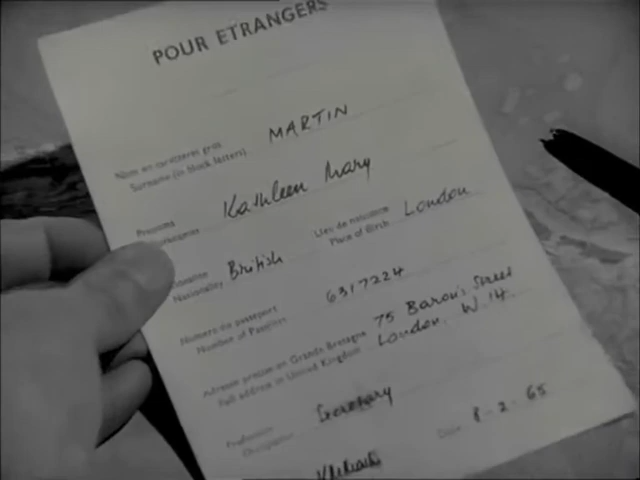 POUR ETRANGERS
Nom en caractères gras
Surname (in block letters) MARTIN
Prénoms Kathleen Mary
Nationality British
Lieu de naissance
Place of Birth London
Numéro du passeport
Number of Passport 6317224
Adresse précise en Grande Bretagne 75 Baron's Street
Full address in United Kingdom London. W.14.
Profession
Occupation Secretary
Date 8-2-65